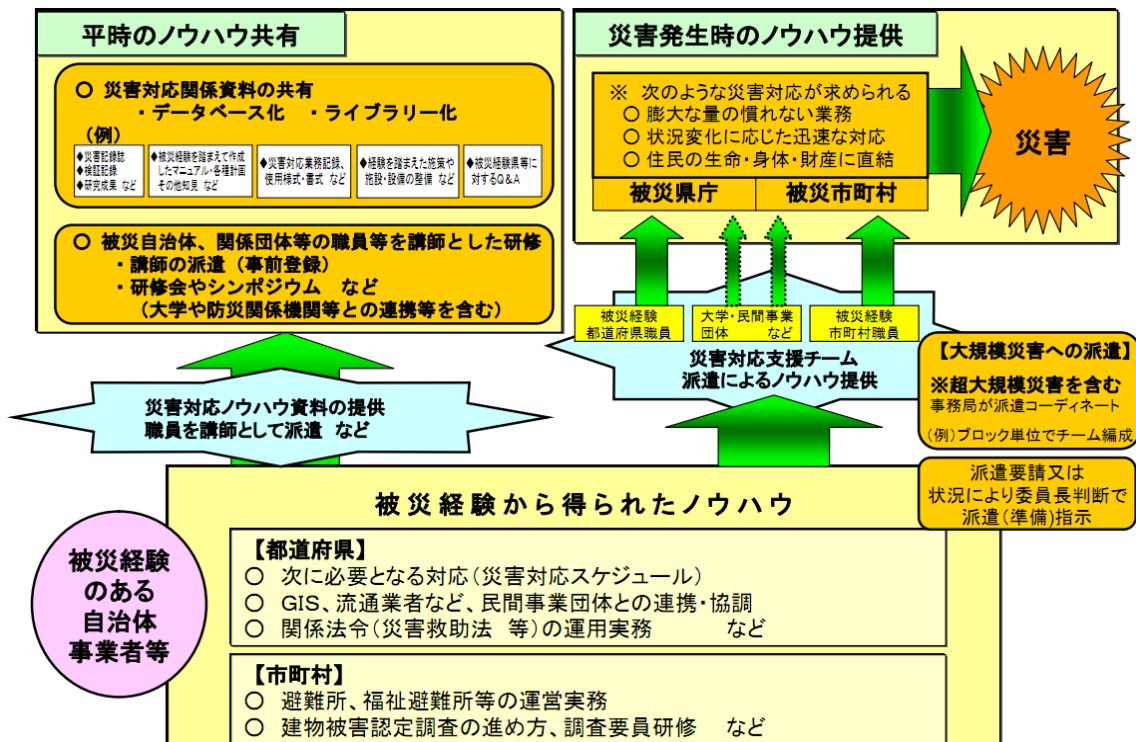 平時のノウハウ共有
○ 災害対応関係資料の共有
・データベース化 ・ライブラリー化
(例)
◆災害記録誌
◆検証記録
◆研究成果 など
◆被災経験を踏まえて作成
したマニュアル・各種計画
その他知見 など
◆災害対応業務記録、
使用様式・書式 など
◆経験を踏まえた施策や
施設・設備の整備 など
◆被災経験県等に
対するQ&A
○ 被災自治体、関係団体等の職員等を講師とした研修
・講師の派遣(事前登録)
・研修会やシンポジウム など
(大学や防災関係機関等との連携等を含む)
災害発生時のノウハウ提供
※ 次のような災害対応が求められる
○ 膨大な量の慣れない業務
○ 状況変化に応じた迅速な対応
○ 住民の生命・身体・財産に直結
被災県庁
被災市町村
災害
被災経験
都道府県職員
大学・民間事業
団体 など
被災経験
市町村職員
災害対応支援チーム
派遣によるノウハウ提供
【大規模災害への派遣】
※超大規模災害を含む
事務局が派遣コーディネート
(例)ブロック単位でチーム編成
派遣要請又は
状況により委員長判断で
派遣(準備)指示
災害対応ノウハウ資料の提供
職員を講師として派遣 など
被災経験から得られたノウハウ
被災経験
のある
自治体
事業者等
【都道府県】
○ 次に必要となる対応(災害対応スケジュール)
○ GIS、流通業者など、民間事業団体との連携・協調
○ 関係法令(災害救助法 等)の運用実務 など
【市町村】
○ 避難所、福祉避難所等の運営実務
○ 建物被害認定調査の進め方、調査要員研修 など